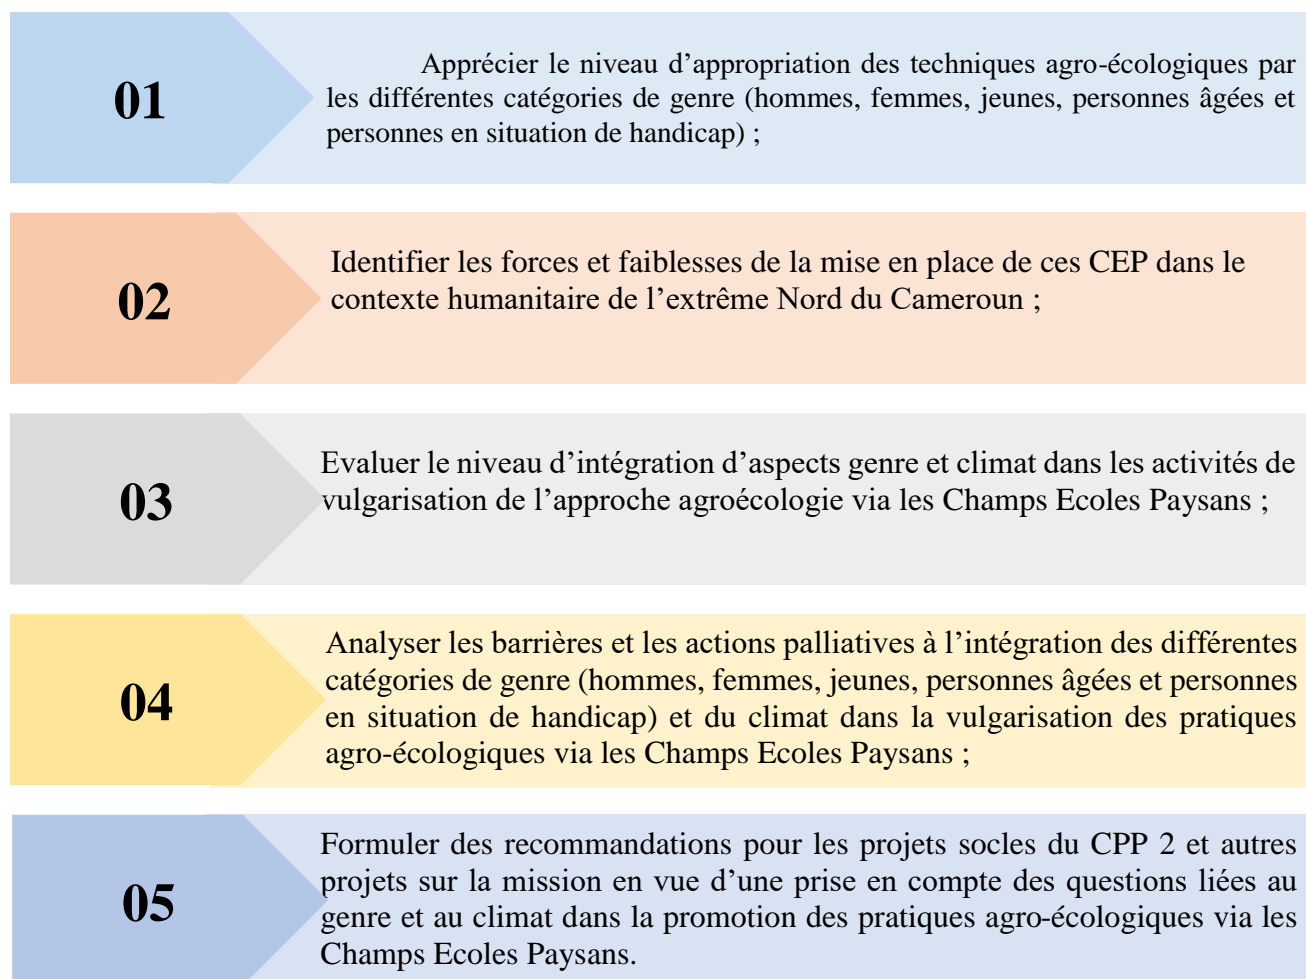 01
Apprécier le niveau d’appropriation des techniques agro-écologiques par
les différentes catégories de genre (hommes, femmes, jeunes, personnes âgées et
personnes en situation de handicap) ;
02
Identifier les forces et faiblesses de la mise en place de ces CEP dans le
contexte humanitaire de l’extrême Nord du Cameroun ;
03
Evaluer le niveau d’intégration d’aspects genre et climat dans les activités de
vulgarisation de l’approche agroécologie via les Champs Ecoles Paysans ;
04
Analyser les barrières et les actions palliatives à l’intégration des différentes
catégories de genre (hommes, femmes, jeunes, personnes âgées et personnes
en situation de handicap) et du climat dans la vulgarisation des pratiques
agro-écologiques via les Champs Ecoles Paysans ;
05
Formuler des recommandations pour les projets socles du CPP 2 et autres
projets sur la mission en vue d’une prise en compte des questions liées au
genre et au climat dans la promotion des pratiques agro-écologiques via les
Champs Ecoles Paysans.